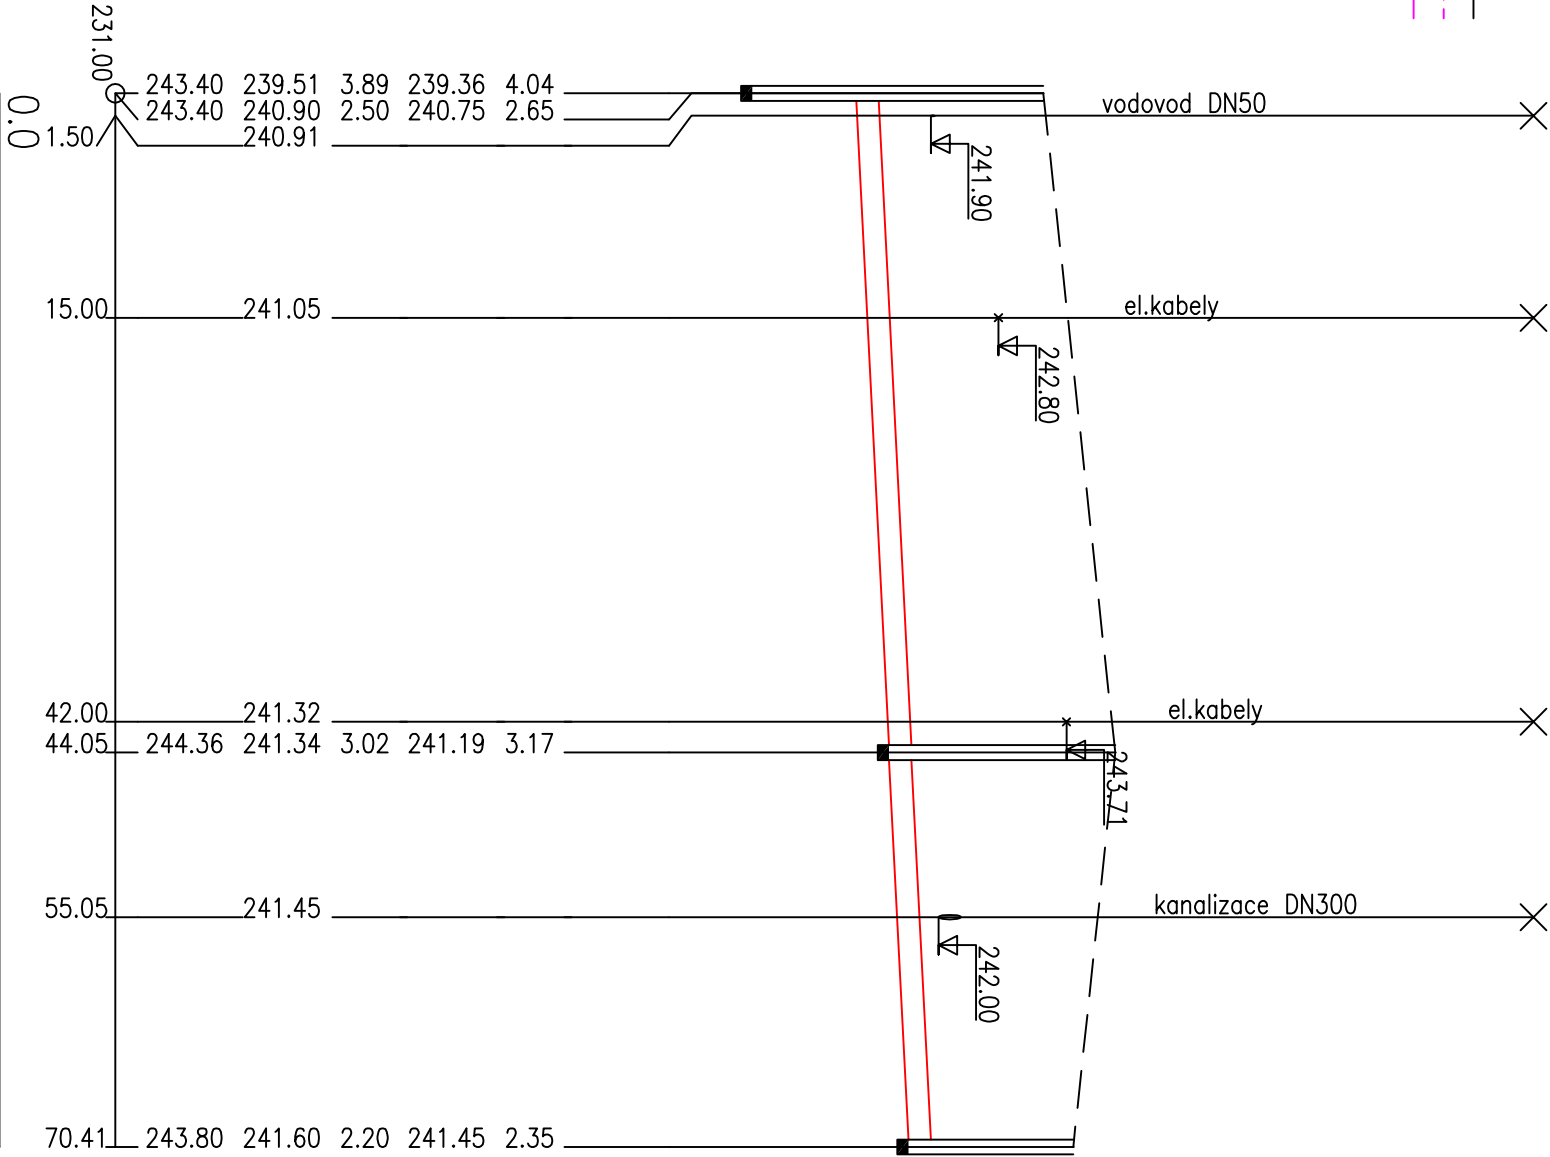 231.00
0.0
243.40 239.51 3.89 239.36 4.04
243.40 240.90 2.50 240.75 2.65
vodovod DN50
1.50 240.91
241.90
15.00 241.05 el.kabely
242.80
42.00 241.32 el.kabely
44.05 244.36 241.34 3.02 241.19 3.17
243.71
55.05 241.45 kanalizace DN300
242.00
70.41 243.80 241.60 2.20 241.45 2.35